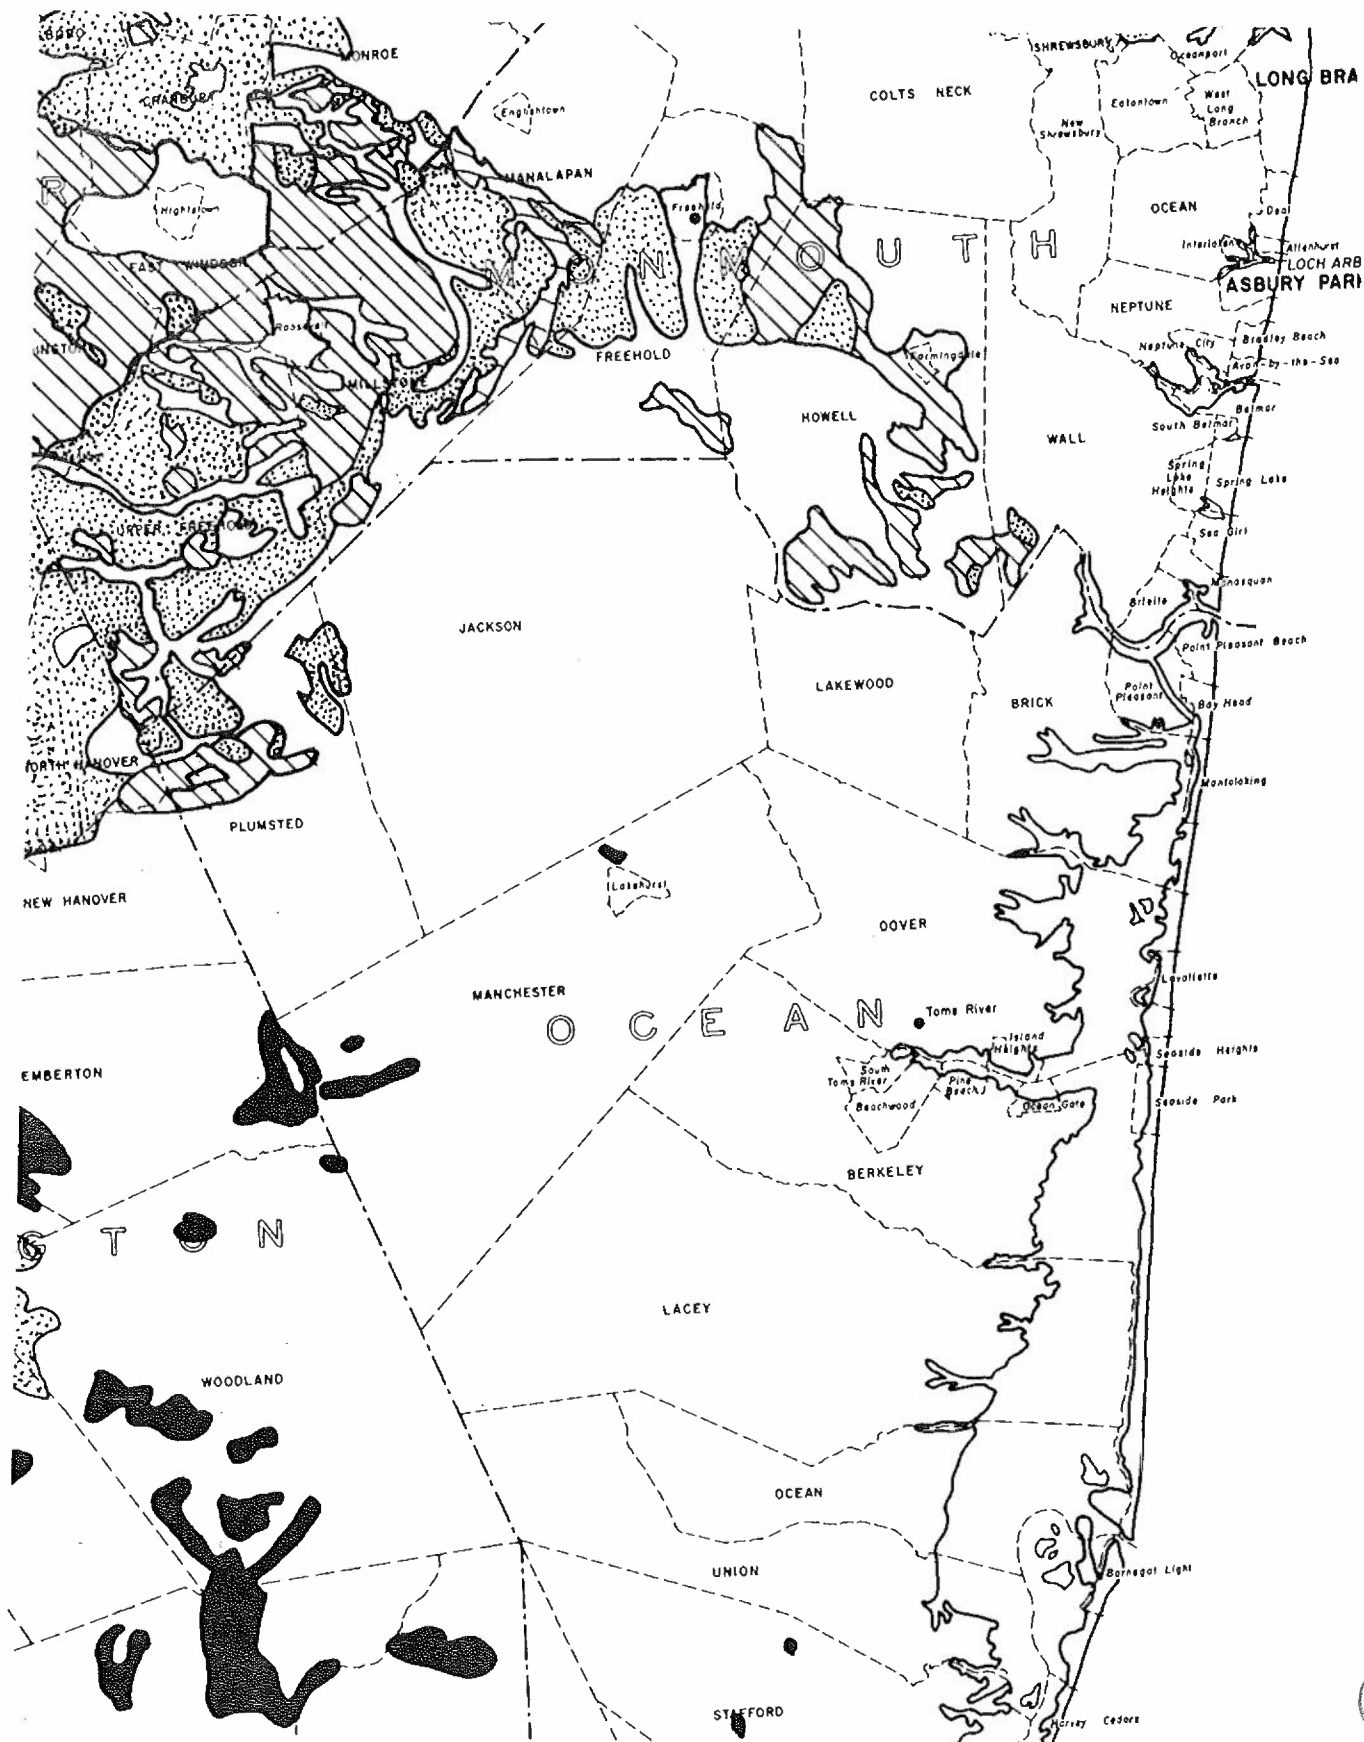 MONROE
SHREWSBURY
Oceanport
LONG BRA
CRANBURY
COLTS NECK
Eatontown
West
Long
Branch
Englishtown
New
Shrewsbury
MANALAPAN
R
Hightstown
Freehold
OCEAN
Deal
M O N M O U T H
Interlaken
Allenhurst
LOCH ARB
EAST WINDSOR
ASBURY PARK
NEPTUNE
Roosevelt
INGTON
Neptune City
Bradley Beach
FREEHOLD
Farmingdale
Avon-by-the-Sea
MILLSTONE
HOWELL
Belmar
South Belmar
WALL
Spring
Lake
Heights
Spring Lake
UPPER FREEHOLD
Sea Girt
Manasquan
Brielle
JACKSON
Point Pleasant Beach
LAKEWOOD
Point
Pleasant
BRICK
Bay Head
NORTH HANOVER
Mantoloking
PLUMSTED
Lakehurst
NEW HANOVER
DOVER
Lavallette
MANCHESTER
O C E A N
Toms River
Island
Heights
Seaside Heights
EMBERTON
South
Toms River
Pine
Beach
Beachwood
Ocean Gate
Seaside Park
BERKELEY
G T O N
LACEY
WOODLAND
OCEAN
UNION
Barnegat Light
STAFFORD
Harvey Cedars